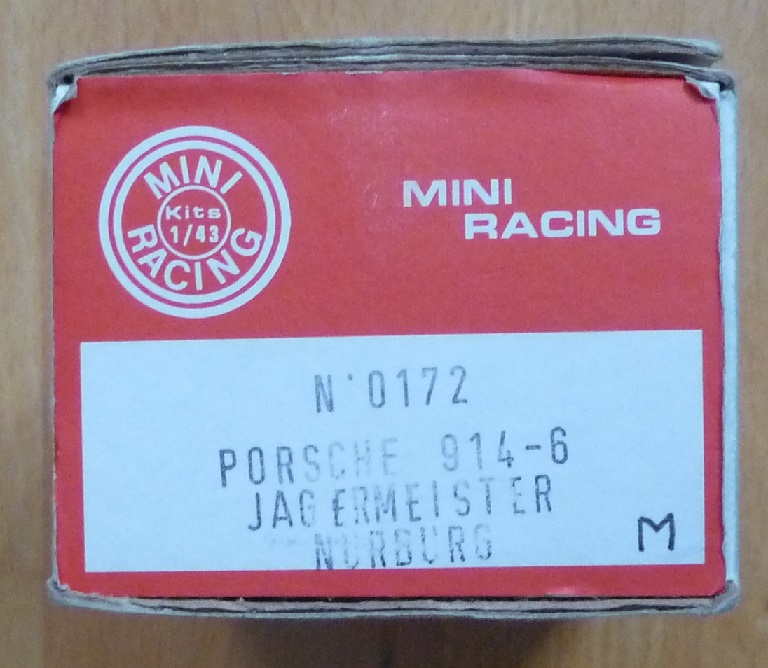 MINI
Kits
1/43
RACING
MINI
RACING
N°0172
PORSCHE 914-6
JAGERMEISTER
NURBURG
M